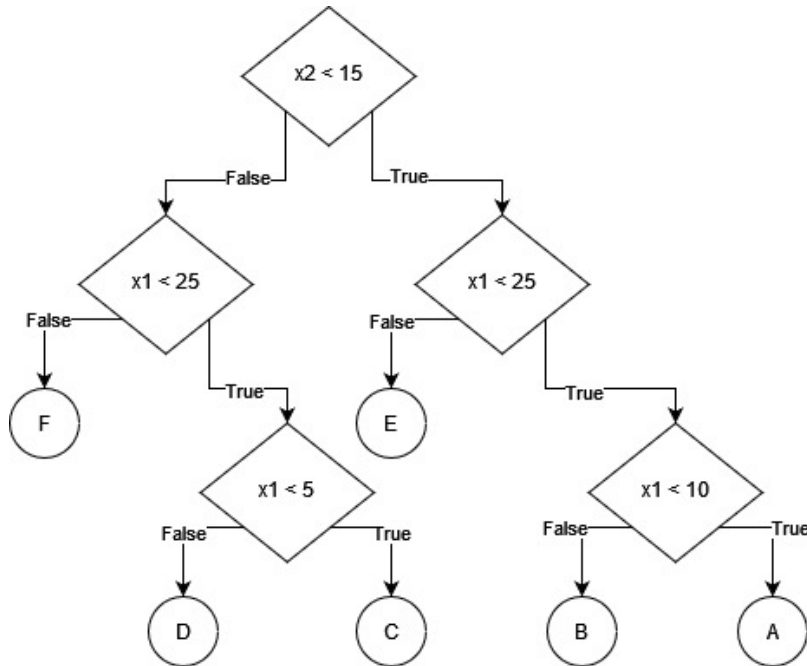 x2 < 15
False
True
x1 < 25
x1 < 25
False
False
True
True
F
E
x1 < 5
x1 < 10
False
True
False
True
D
C
B
A